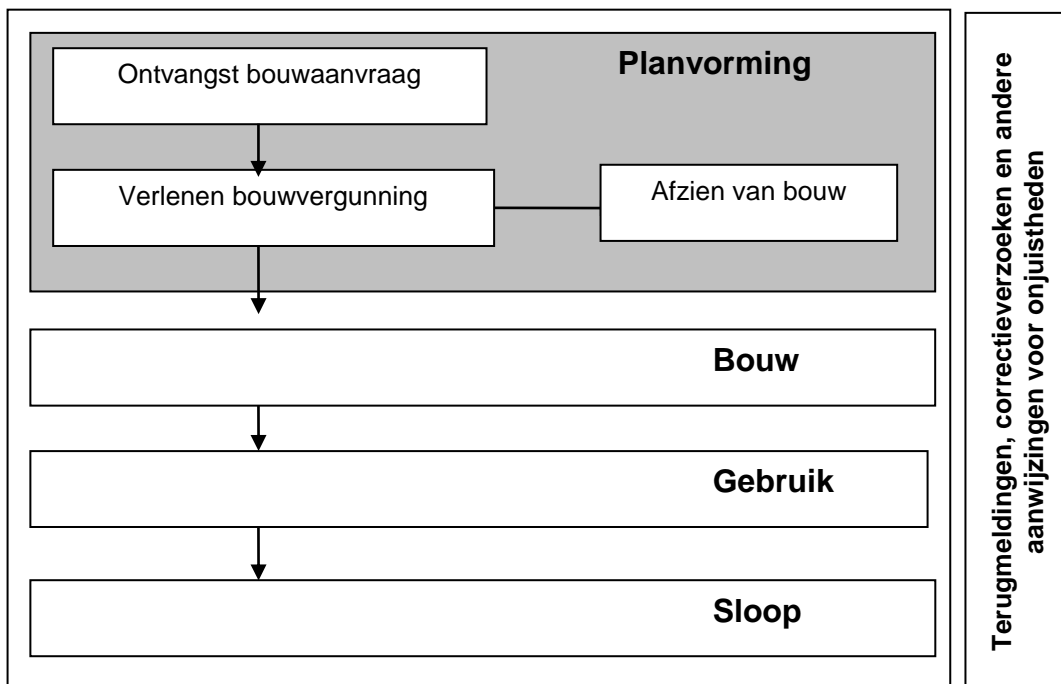 Planvorming
Ontvangst bouwaanvraag
Verlenen bouwvergunning
Afzien van bouw
Bouw
Gebruik
Sloop
Terugmeldingen, correctieverzoeken en andere
aanwijzingen voor onjuistheden